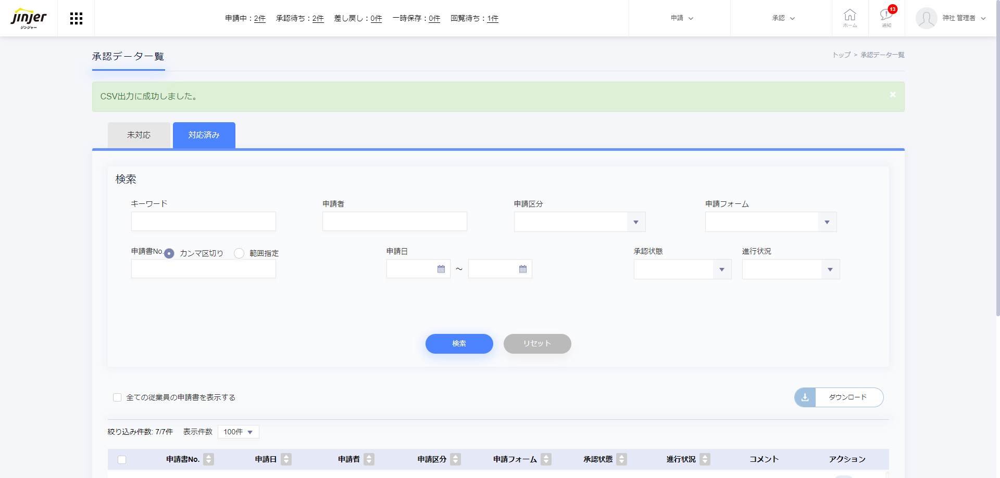 jinjer
ジンジャー
申請中：2件 承認待ち：2件 差し戻し：0件 一時保存：0件 回覧待ち：1件
申請
承認
ホーム
13
通知
神社 管理者
承認データ一覧
トップ > 承認データ一覧
CSV出力に成功しました。
×
未対応
対応済み
検索
キーワード
申請者
申請区分
申請フォーム
申請書No.
カンマ区切り
範囲指定
申請日
～
承認状態
進行状況
検索
リセット
全ての従業員の申請書を表示する
ダウンロード
絞り込み件数: 7/7件 表示件数 100件
申請書No. 申請日 申請者 申請区分 申請フォーム 承認状態 進行状況 コメント アクション